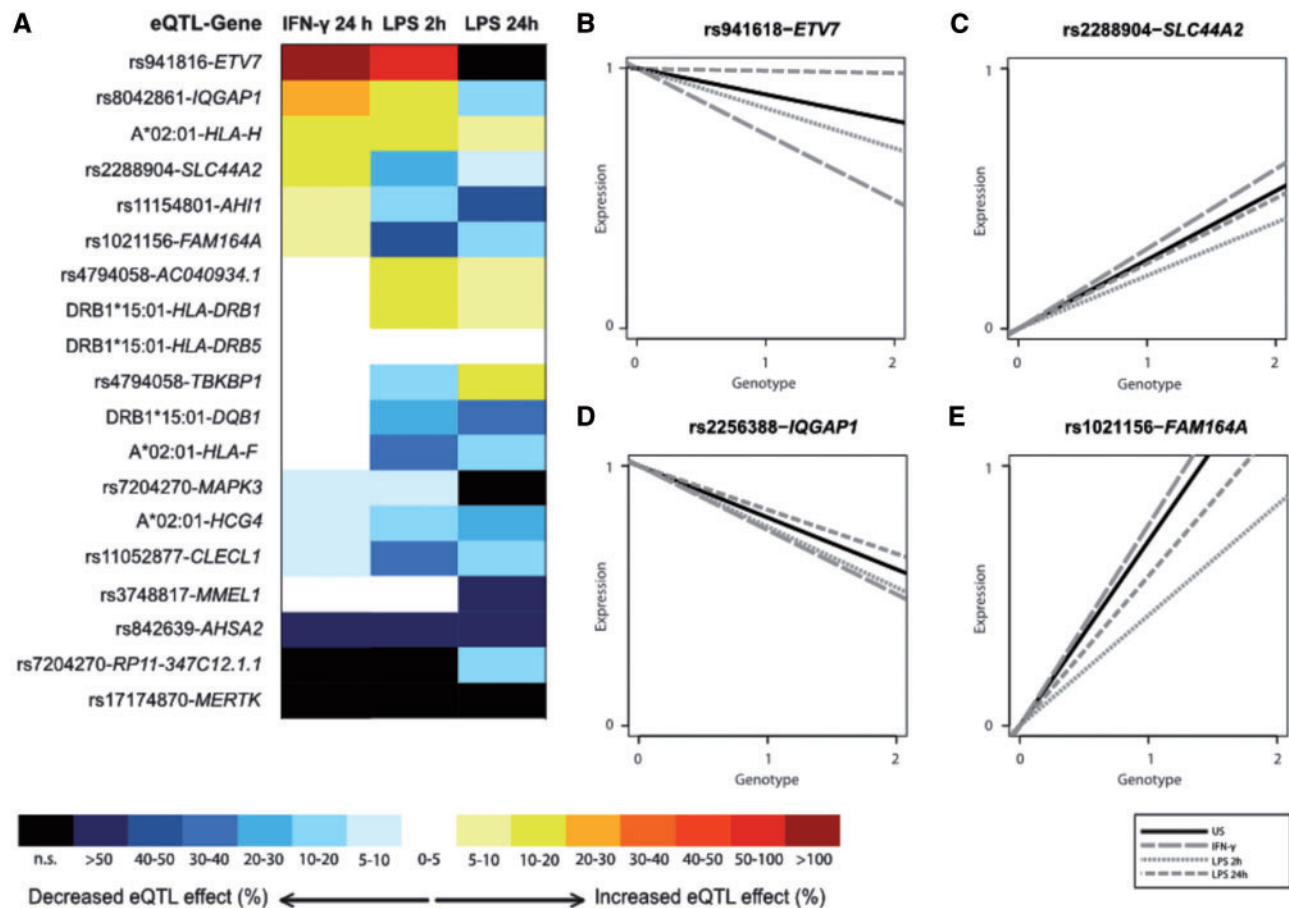 A
eQTL-Gene IFN-γ 24 h LPS 2h LPS 24h
rs941816-ETV7
rs8042861-IQGAP1
A*02:01-HLA-H
rs2288904-SLC44A2
rs11154801-AHI1
rs1021156-FAM164A
rs4794058-AC040934.1
DRB1*15:01-HLA-DRB1
DRB1*15:01-HLA-DRB5
rs4794058-TBKBP1
DRB1*15:01-DQB1
A*02:01-HLA-F
rs7204270-MAPK3
A*02:01-HCG4
rs11052877-CLECL1
rs3748817-MMEL1
rs842639-AHSA2
rs7204270-RP11-347C12.1.1
rs17174870-MERTK
n.s. >50 40-50 30-40 20-30 10-20 5-10 0-5 5-10 10-20 20-30 30-40 40-50 50-100 >100
Decreased eQTL effect (%) Increased eQTL effect (%)
B
rs941618–ETV7
1
Expression
0
0 1 2
Genotype
C
rs2288904–SLC44A2
1
Expression
0
0 1 2
Genotype
D
rs2256388–IQGAP1
1
Expression
0
0 1 2
Genotype
E
rs1021156–FAM164A
1
Expression
0
0 1 2
Genotype
US
IFN-γ
LPS 2h
LPS 24h